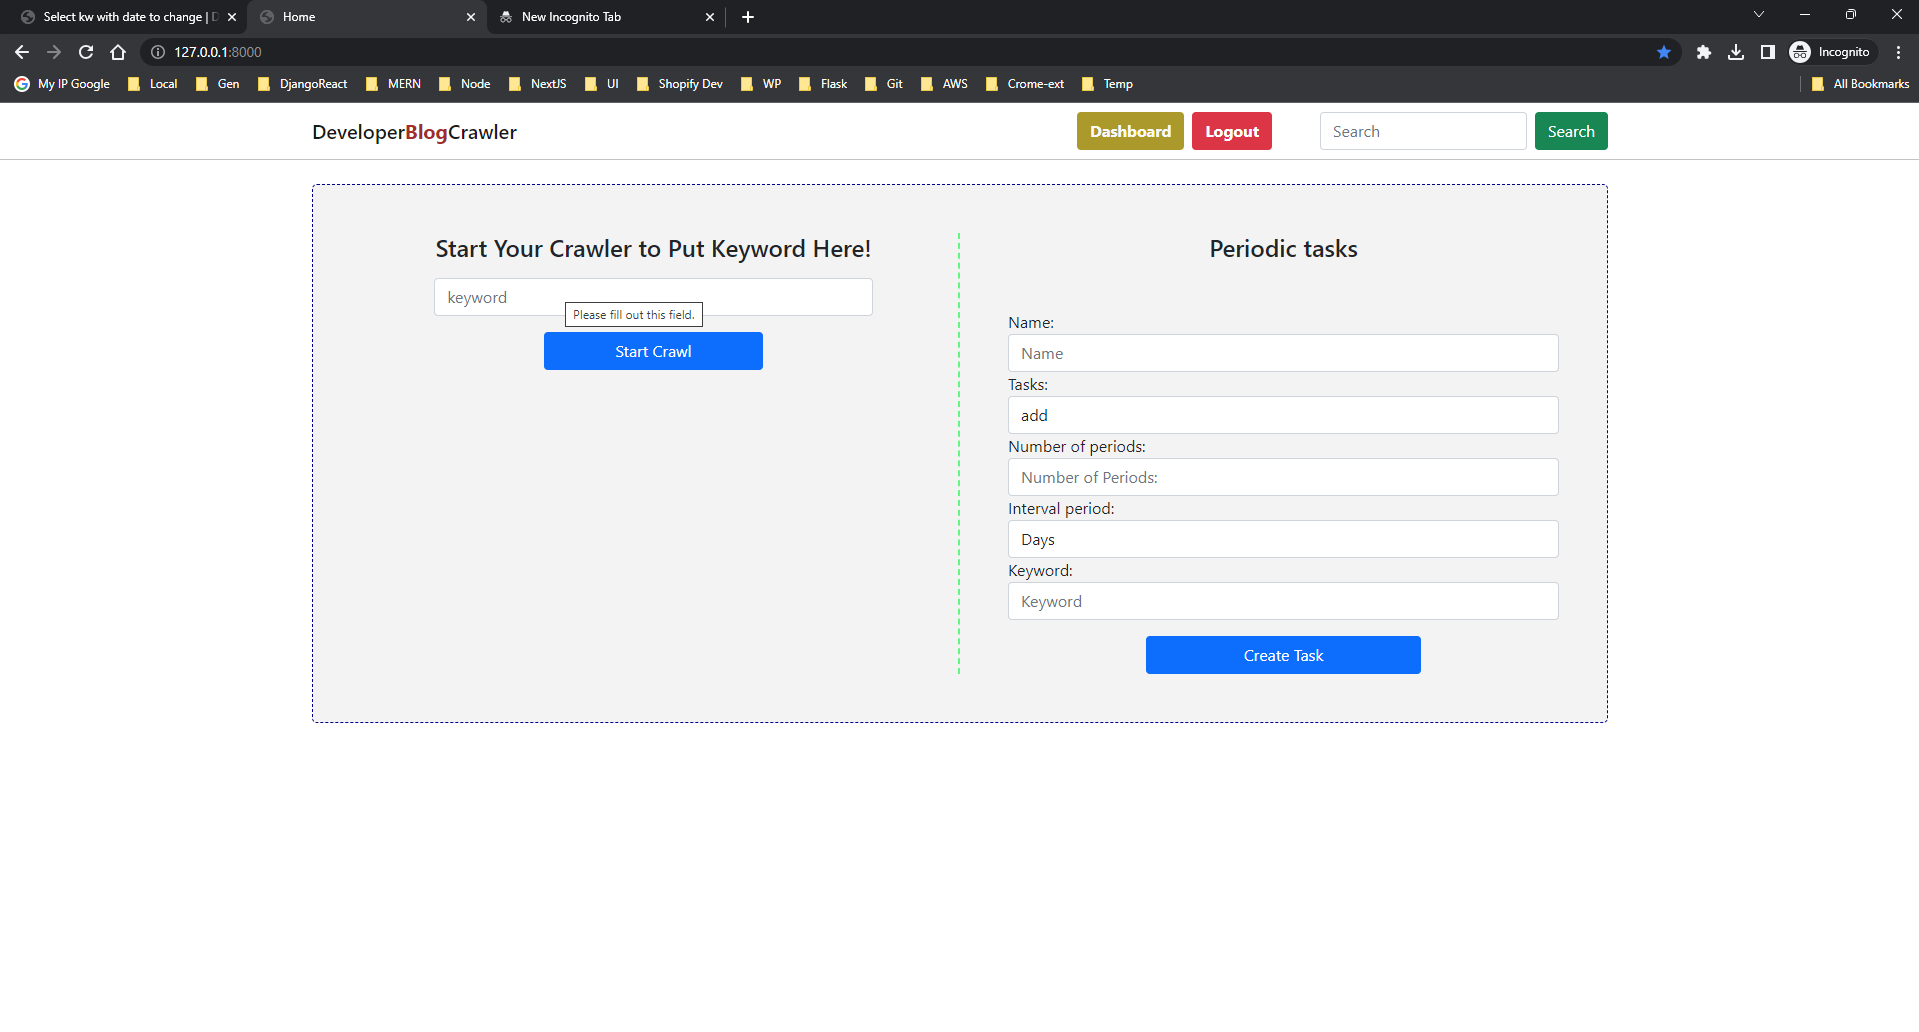 Select kw with date to change |
Home
New Incognito Tab
127.0.0.1:8000
Incognito
My IP Google
Local
Gen
DjangoReact
MERN
Node
NextJS
UI
Shopify Dev
WP
Flask
Git
AWS
Crome-ext
Temp
All Bookmarks
DeveloperBlogCrawler
Dashboard
Logout
Search
Search
Start Your Crawler to Put Keyword Here!
keyword
Please fill out this field.
Start Crawl
Periodic tasks
Name:
Name
Tasks:
add
Number of periods:
Number of Periods:
Interval period:
Days
Keyword:
Keyword
Create Task